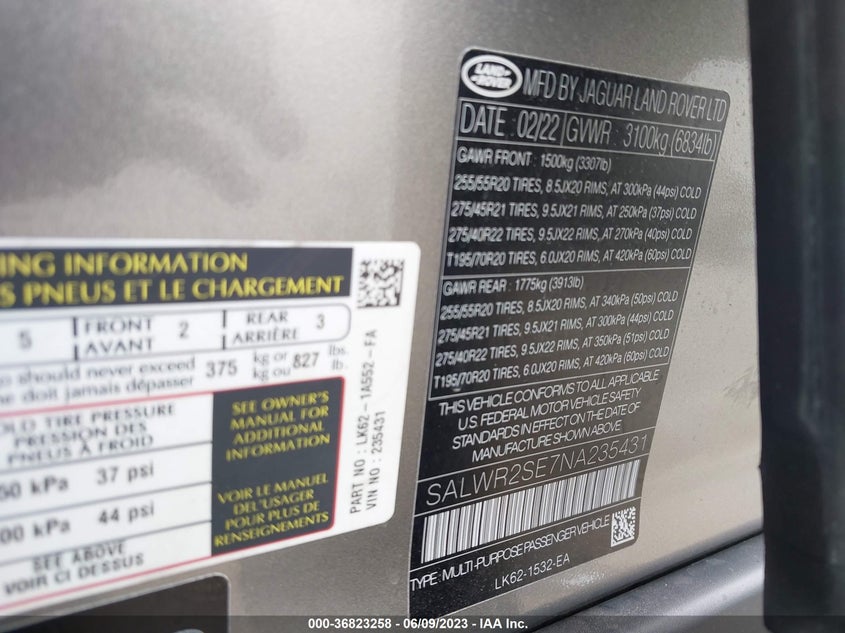 ING INFORMATION
S PNEUS ET LE CHARGEMENT
5 FRONT AVANT 2 REAR ARRIÈRE 3
should never exceed
ne doit jamais dépasser
375 kg or kg ou 827 lbs. lb.
LD TIRE PRESSURE
PRESSION DES
PNEUS À FROID
50 kPa 37 psi
00 kPa 44 psi
SEE ABOVE
VOIR CI DESSUS
SEE OWNER'S
MANUAL FOR
ADDITIONAL
INFORMATION
VOIR LE MANUEL
DE L'USAGER
POUR PLUS DE
RENSEIGNEMENTS
PART NO : LK62-1A552-FA
VIN NO : 235431
LAND ROVER
MFD BY JAGUAR LAND ROVER LTD
DATE : 02/22 GVWR : 3100kg (6834lb)
GAWR FRONT : 1500kg (3307lb)
255/55R20 TIRES, 8.5JX20 RIMS, AT 300kPa (44psi) COLD
275/45R21 TIRES, 9.5JX21 RIMS, AT 250kPa (37psi) COLD
275/40R22 TIRES, 9.5JX22 RIMS, AT 270kPa (40psi) COLD
T195/70R20 TIRES, 6.0JX20 RIMS, AT 420kPa (60psi) COLD
GAWR REAR : 1775kg (3913lb)
255/55R20 TIRES, 8.5JX20 RIMS, AT 340kPa (50psi) COLD
275/45R21 TIRES, 9.5JX21 RIMS, AT 300kPa (44psi) COLD
275/40R22 TIRES, 9.5JX22 RIMS, AT 350kPa (51psi) COLD
T195/70R20 TIRES, 6.0JX20 RIMS, AT 420kPa (60psi) COLD
THIS VEHICLE CONFORMS TO ALL APPLICABLE
U.S. FEDERAL MOTOR VEHICLE SAFETY
MANUFACTURE SHOWN ABOVE.
SALWR2SE7NA235431
TYPE: MULTI-PURPOSE PASSENGER VEHICLE
LK62-1532-EA
000-36823258 - 06/09/2023 - IAA Inc.